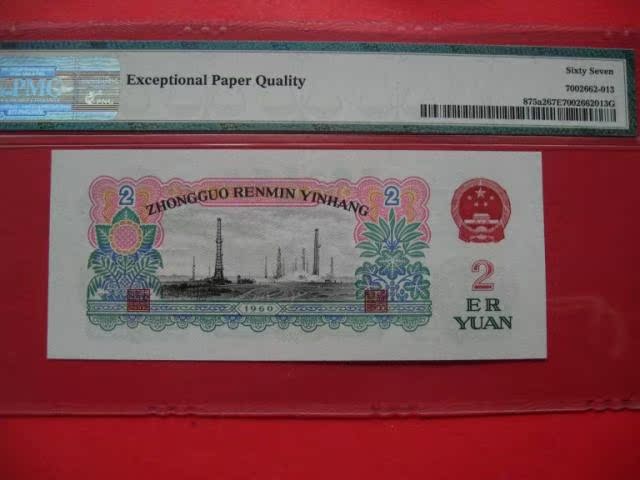 PMG
Exceptional Paper Quality
Sixty Seven
7002662-013
875a267E7002662013G
2
ZHONGGUO RENMIN YINHANG
2
2
ER
YUAN
1960